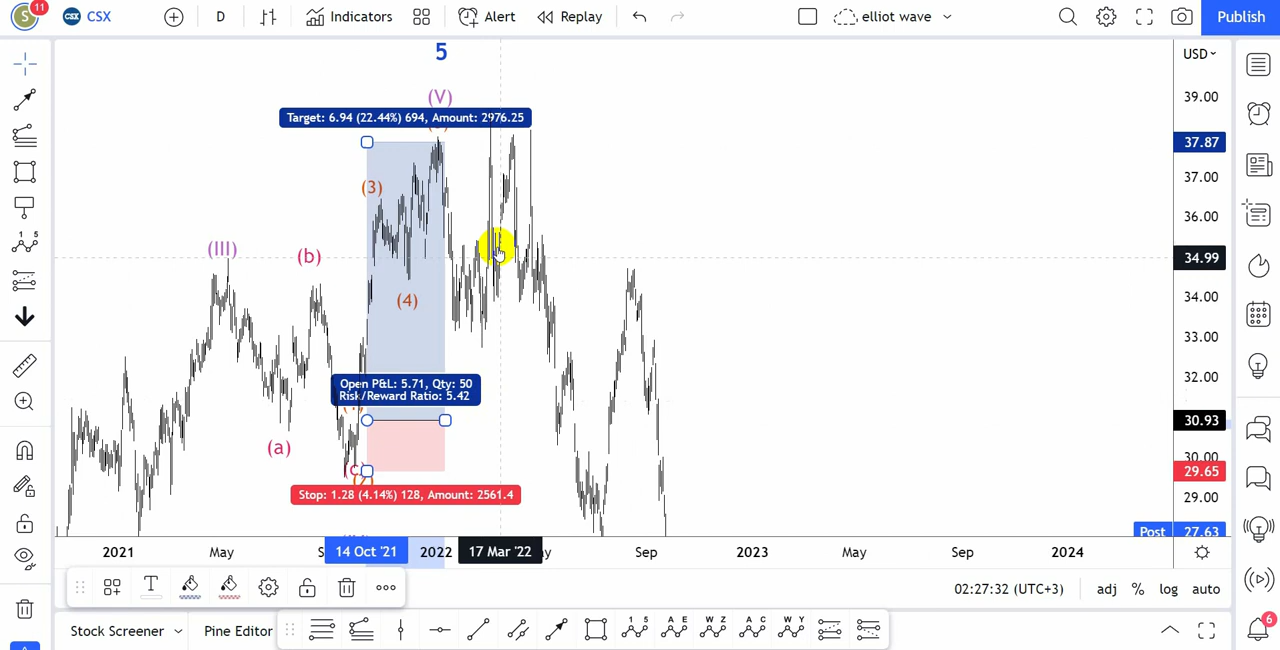 S 11 CSX CSX D Indicators Alert Replay elliot wave Publish
USD
5
(V)
Target: 6.94 (22.44%) 694, Amount: 2976.25
39.00
37.87
(3)
37.00
36.00
(III)
(b)
34.99
(4)
34.00
33.00
Open P&L: 5.71, Qty: 50
Risk/Reward Ratio: 5.42
32.00
30.93
(a)
30.00
(c)
29.65
Stop: 1.28 (4.14%) 128, Amount: 2561.4
29.00
Post 27.63
2021 May S 14 Oct '21 2022 17 Mar '22 y Sep 2023 May Sep 2024
T
02:27:32 (UTC+3) adj % log auto
Stock Screener Pine Editor
1 5 A E W Z A C W Y
6